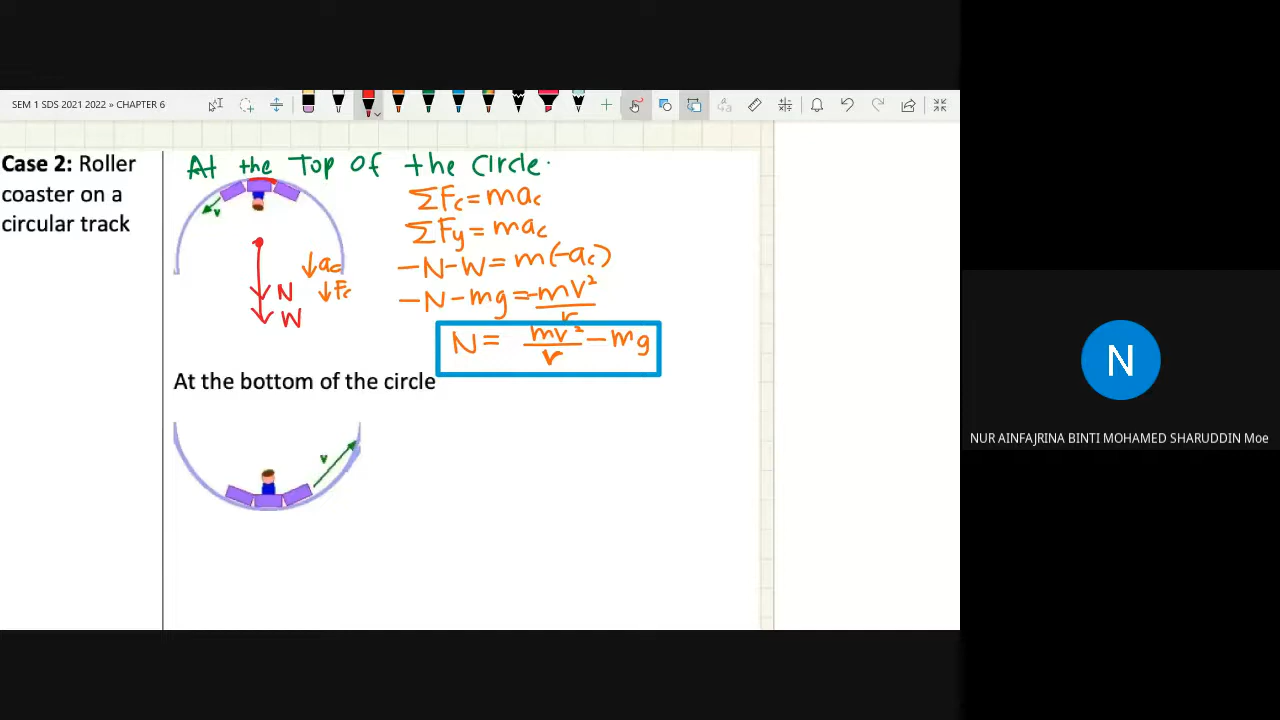 SEM 1 SDS 2021 2022 » CHAPTER 6
Case 2: Roller
coaster on a
circular track
At the Top of the Circle.
v
N
W
↓ac
↓Fc
ΣFc = mac
ΣFy = mac
-N-W = m(-ac)
-N-mg = -mv²/r
N = mv²/r - mg
At the bottom of the circle
v
N
NUR AINFAJRINA BINTI MOHAMED SHARUDDIN Moe